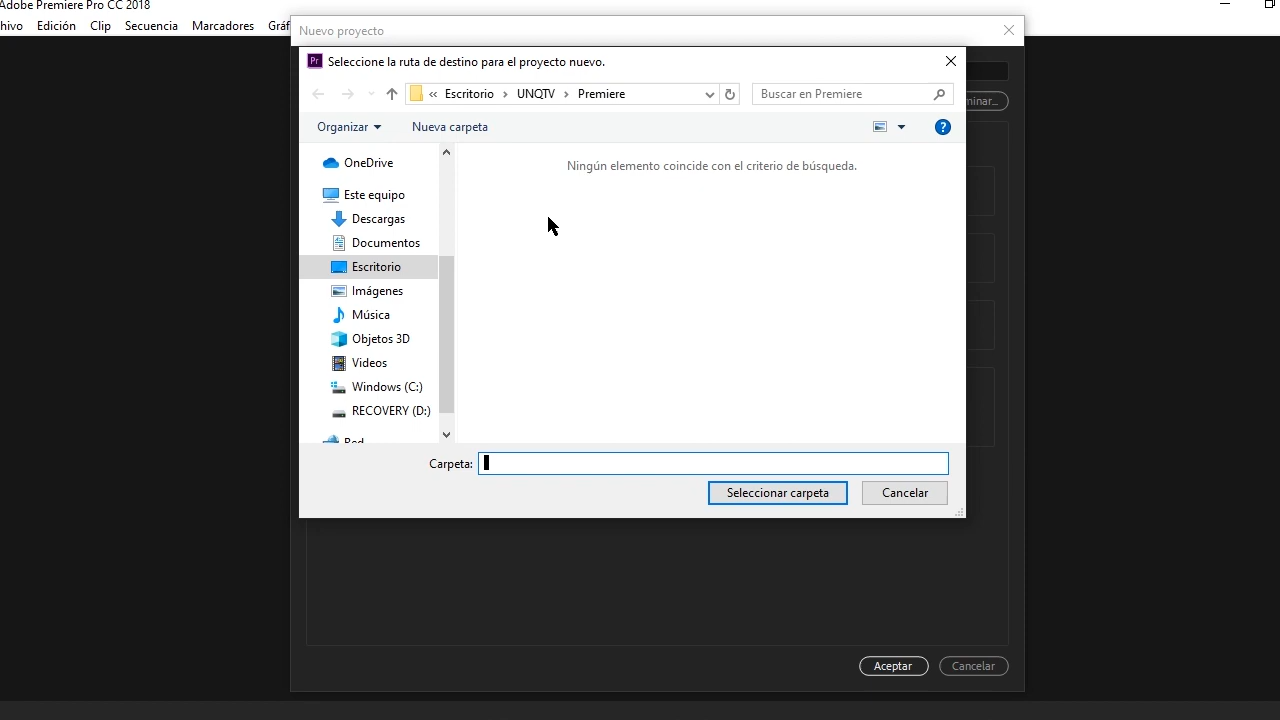 Adobe Premiere Pro CC 2018
hivo Edición Clip Secuencia Marcadores Gráf
Nuevo proyecto
Pr Seleccione la ruta de destino para el proyecto nuevo.
« Escritorio › UNQTV › Premiere
Buscar en Premiere
minar...
Organizar
Nueva carpeta
?
OneDrive
Ningún elemento coincide con el criterio de búsqueda.
Este equipo
Descargas
Documentos
Escritorio
Imágenes
Música
Objetos 3D
Videos
Windows (C:)
RECOVERY (D:)
Red
Carpeta:
Seleccionar carpeta
Cancelar
Aceptar
Cancelar